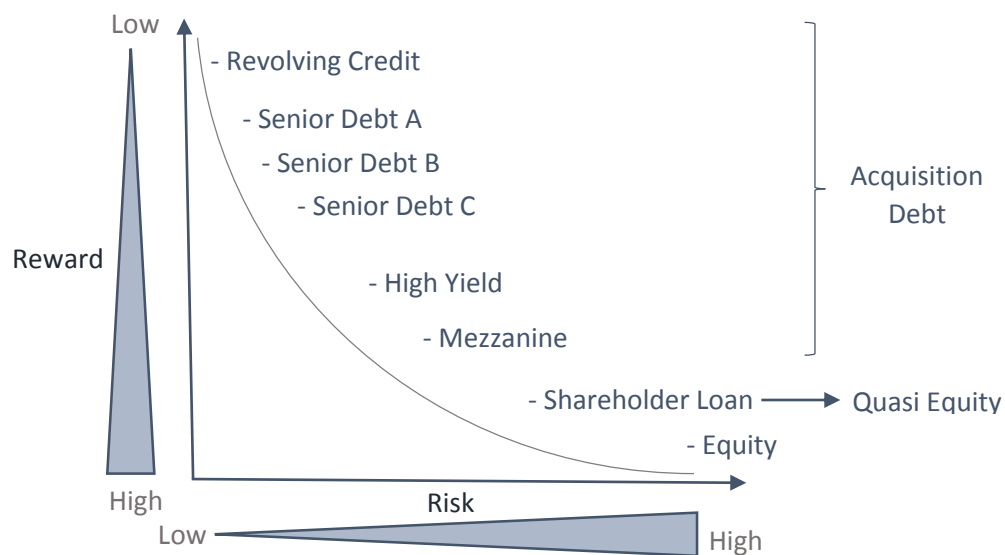 Low
- Revolving Credit
- Senior Debt A
- Senior Debt B
- Senior Debt C
Acquisition
Debt
Reward
- High Yield
- Mezzanine
- Shareholder Loan
Quasi Equity
- Equity
High
Risk
Low
High